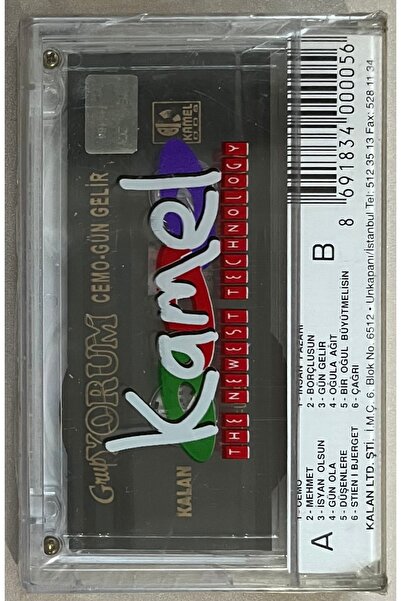 Grup YORUM CEMO-GÜN GELİR
KAMEL
KALAN
Kamel
THE NEWEST TECHNOLOGY
A
1 - CEMO
2 - MEHMET
3 - İSYAN OLSUN
4 - GÜN OLA
5 - DÜŞENLERE
6 - STIEN İ BJERGET
B
1 - İNSAN PAZARI
2 - BORÇLUSUN
3 - GÜN GELİR
4 - OĞULA AĞIT
5 - BİR OĞUL BÜYÜTMELİSİN
6 - ÇAĞRI
KALAN LTD. ŞTİ. İ M Ç, 6. Blok No. 6512 • Unkapanı/İstanbul Tel: 512 35 13 Fax: 528 11 34
8 691834 000056